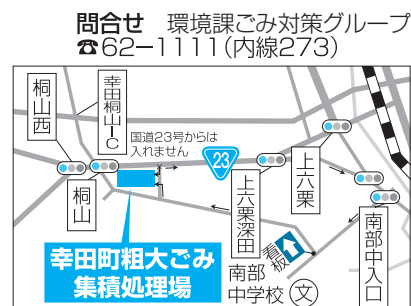 問合せ　環境課ごみ対策グループ
☎62－1111(内線273)
桐山西
幸田桐山IC
国道23号からは
入れません
23
桐山
上六栗深田
上六栗
看板
南部中入口
幸田町粗大ごみ
集積処理場
南部
中学校
文